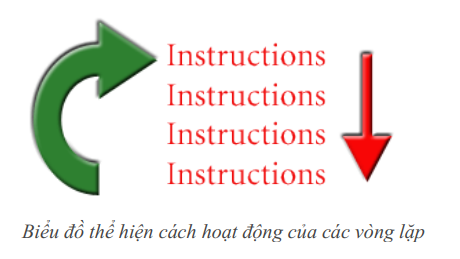 Instructions
Instructions
Instructions
Instructions
Biểu đồ thể hiện cách hoạt động của các vòng lặp